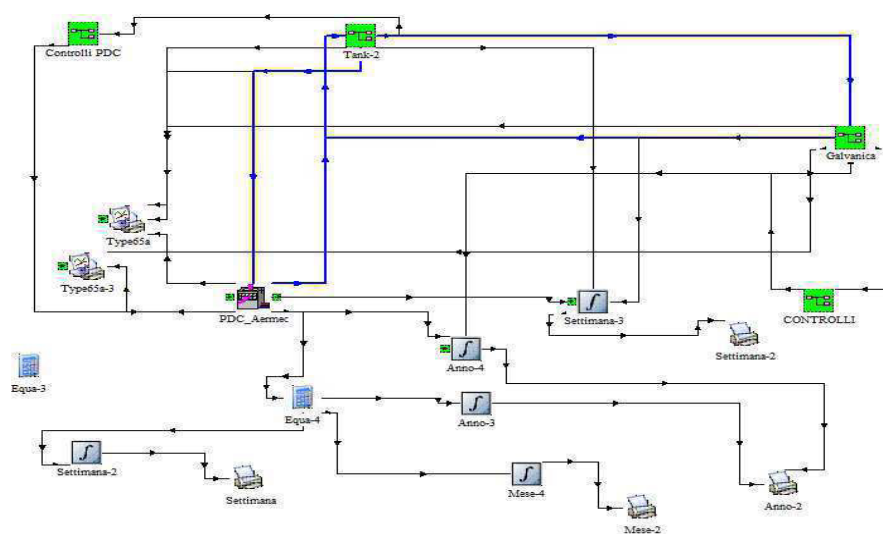 Controlli PDC
Tank-2
Galvanica
Type65a
Type65a-3
PDC_Aermec
Settimana-3
CONTROLLI
Settimana-2
Anno-4
Equa-3
Equa-4
Anno-3
Settimana-2
Settimana
Mese-4
Mese-2
Anno-2